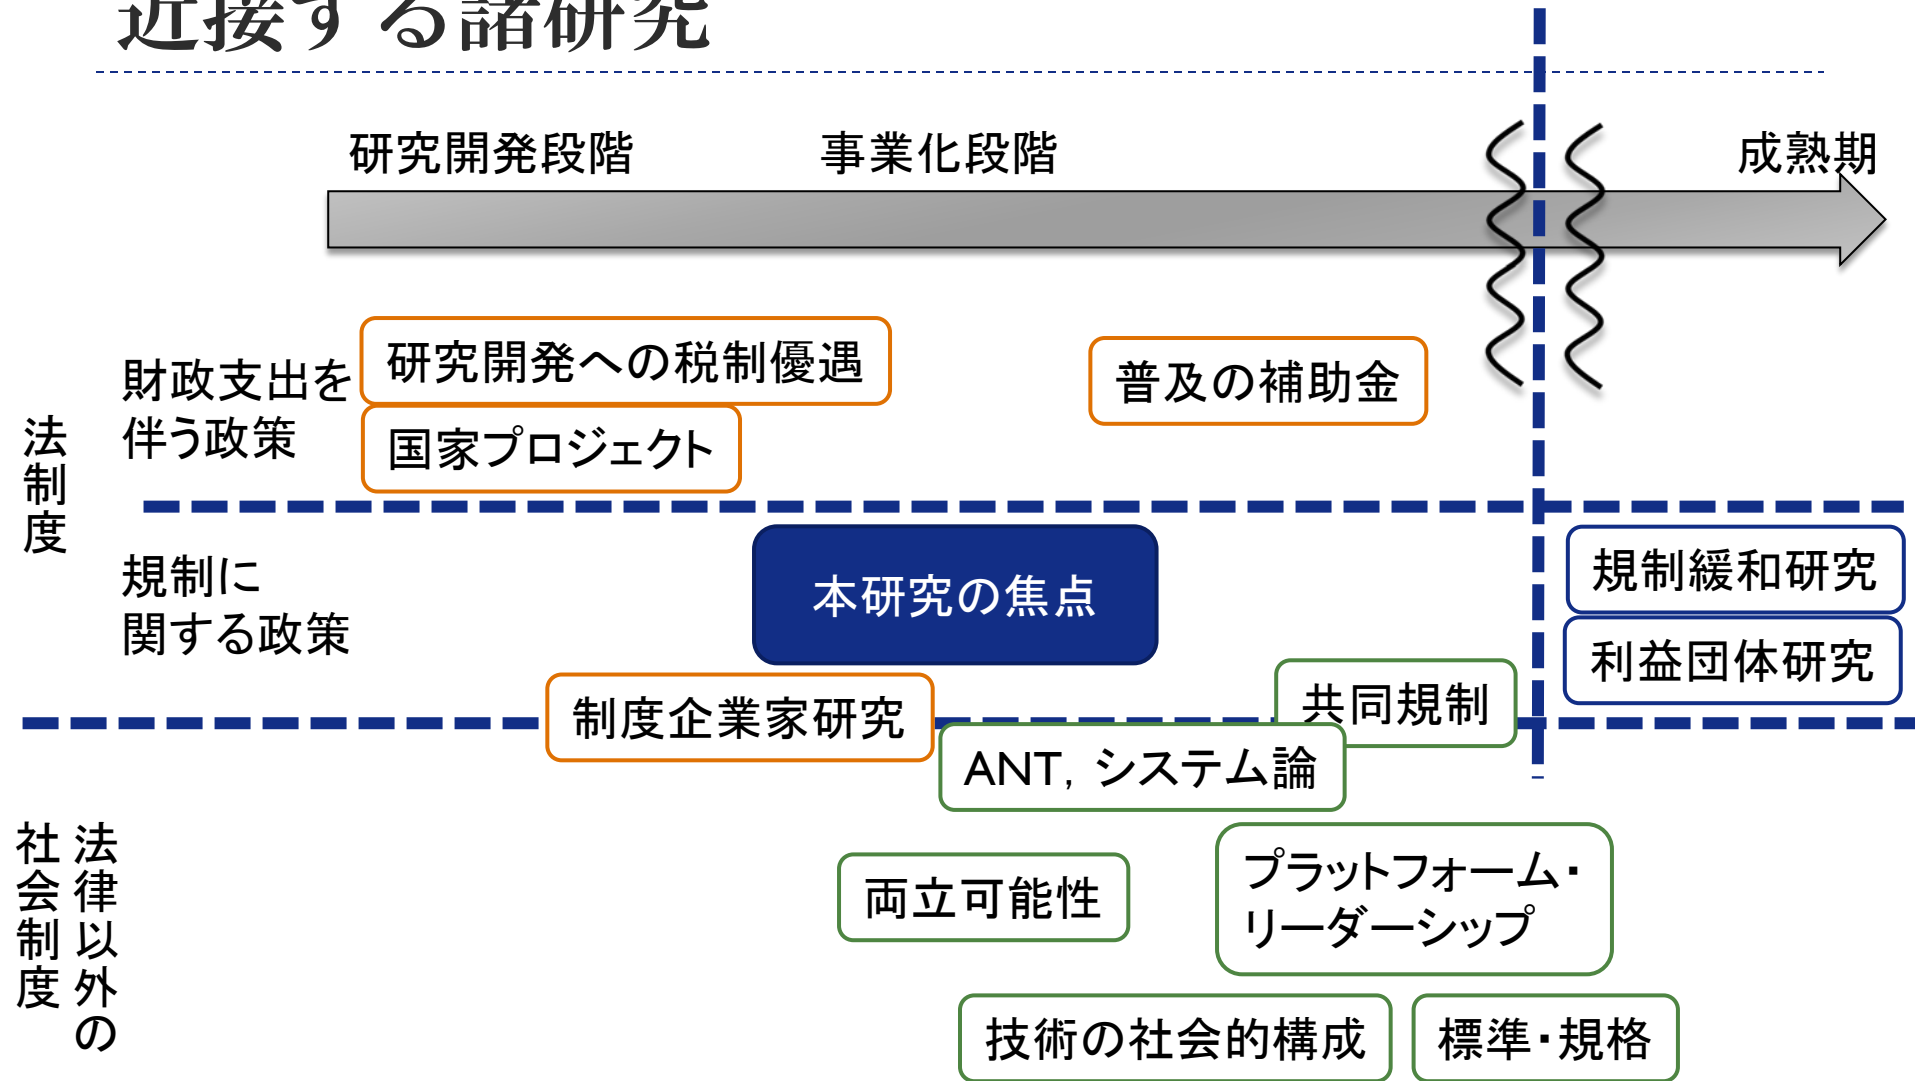 近接する諸研究
研究開発段階
事業化段階
成熟期
法制度
財政支出を
伴う政策
研究開発への税制優遇
国家プロジェクト
普及の補助金
規制に
関する政策
本研究の焦点
規制緩和研究
利益団体研究
制度企業家研究
共同規制
ANT，システム論
法律以外の
社会制度
両立可能性
プラットフォーム・
リーダーシップ
技術の社会的構成
標準・規格